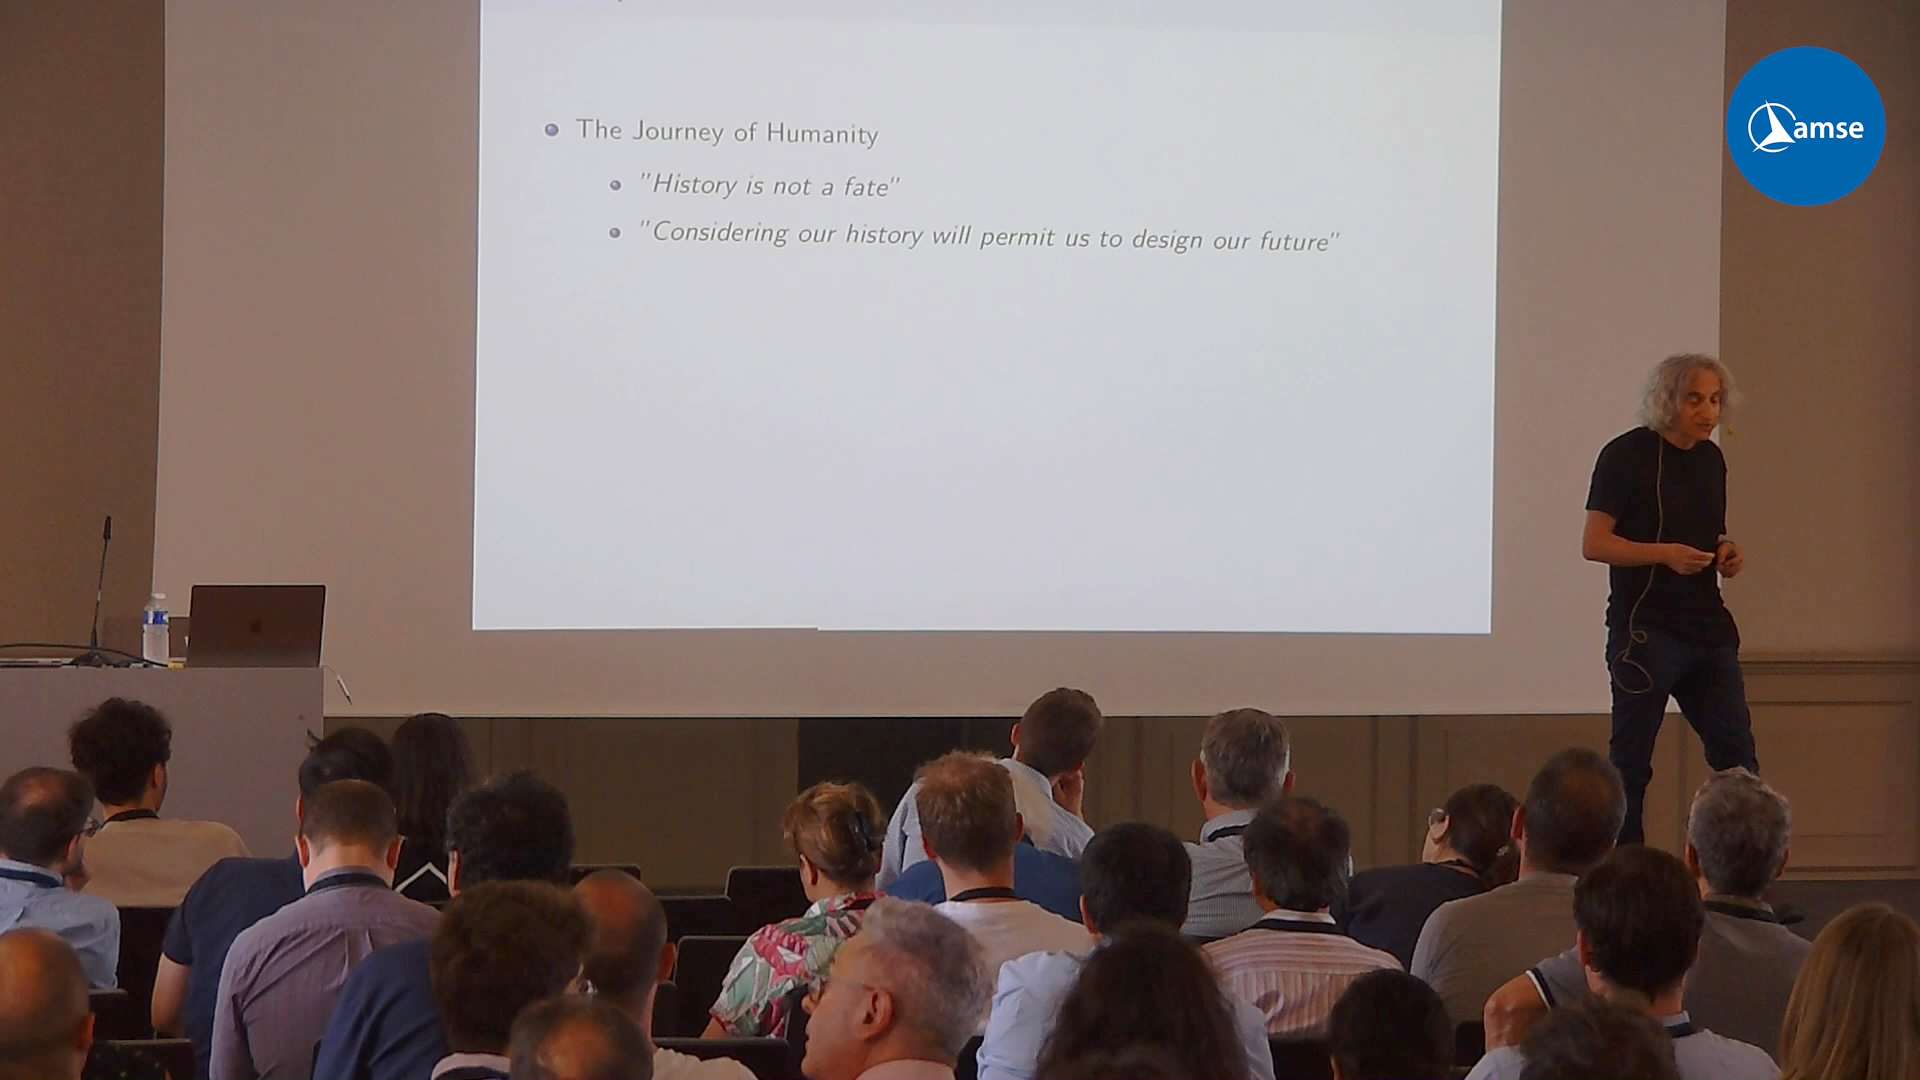 The Journey of Humanity
"History is not a fate"
"Considering our history will permit us to design our future"
amse